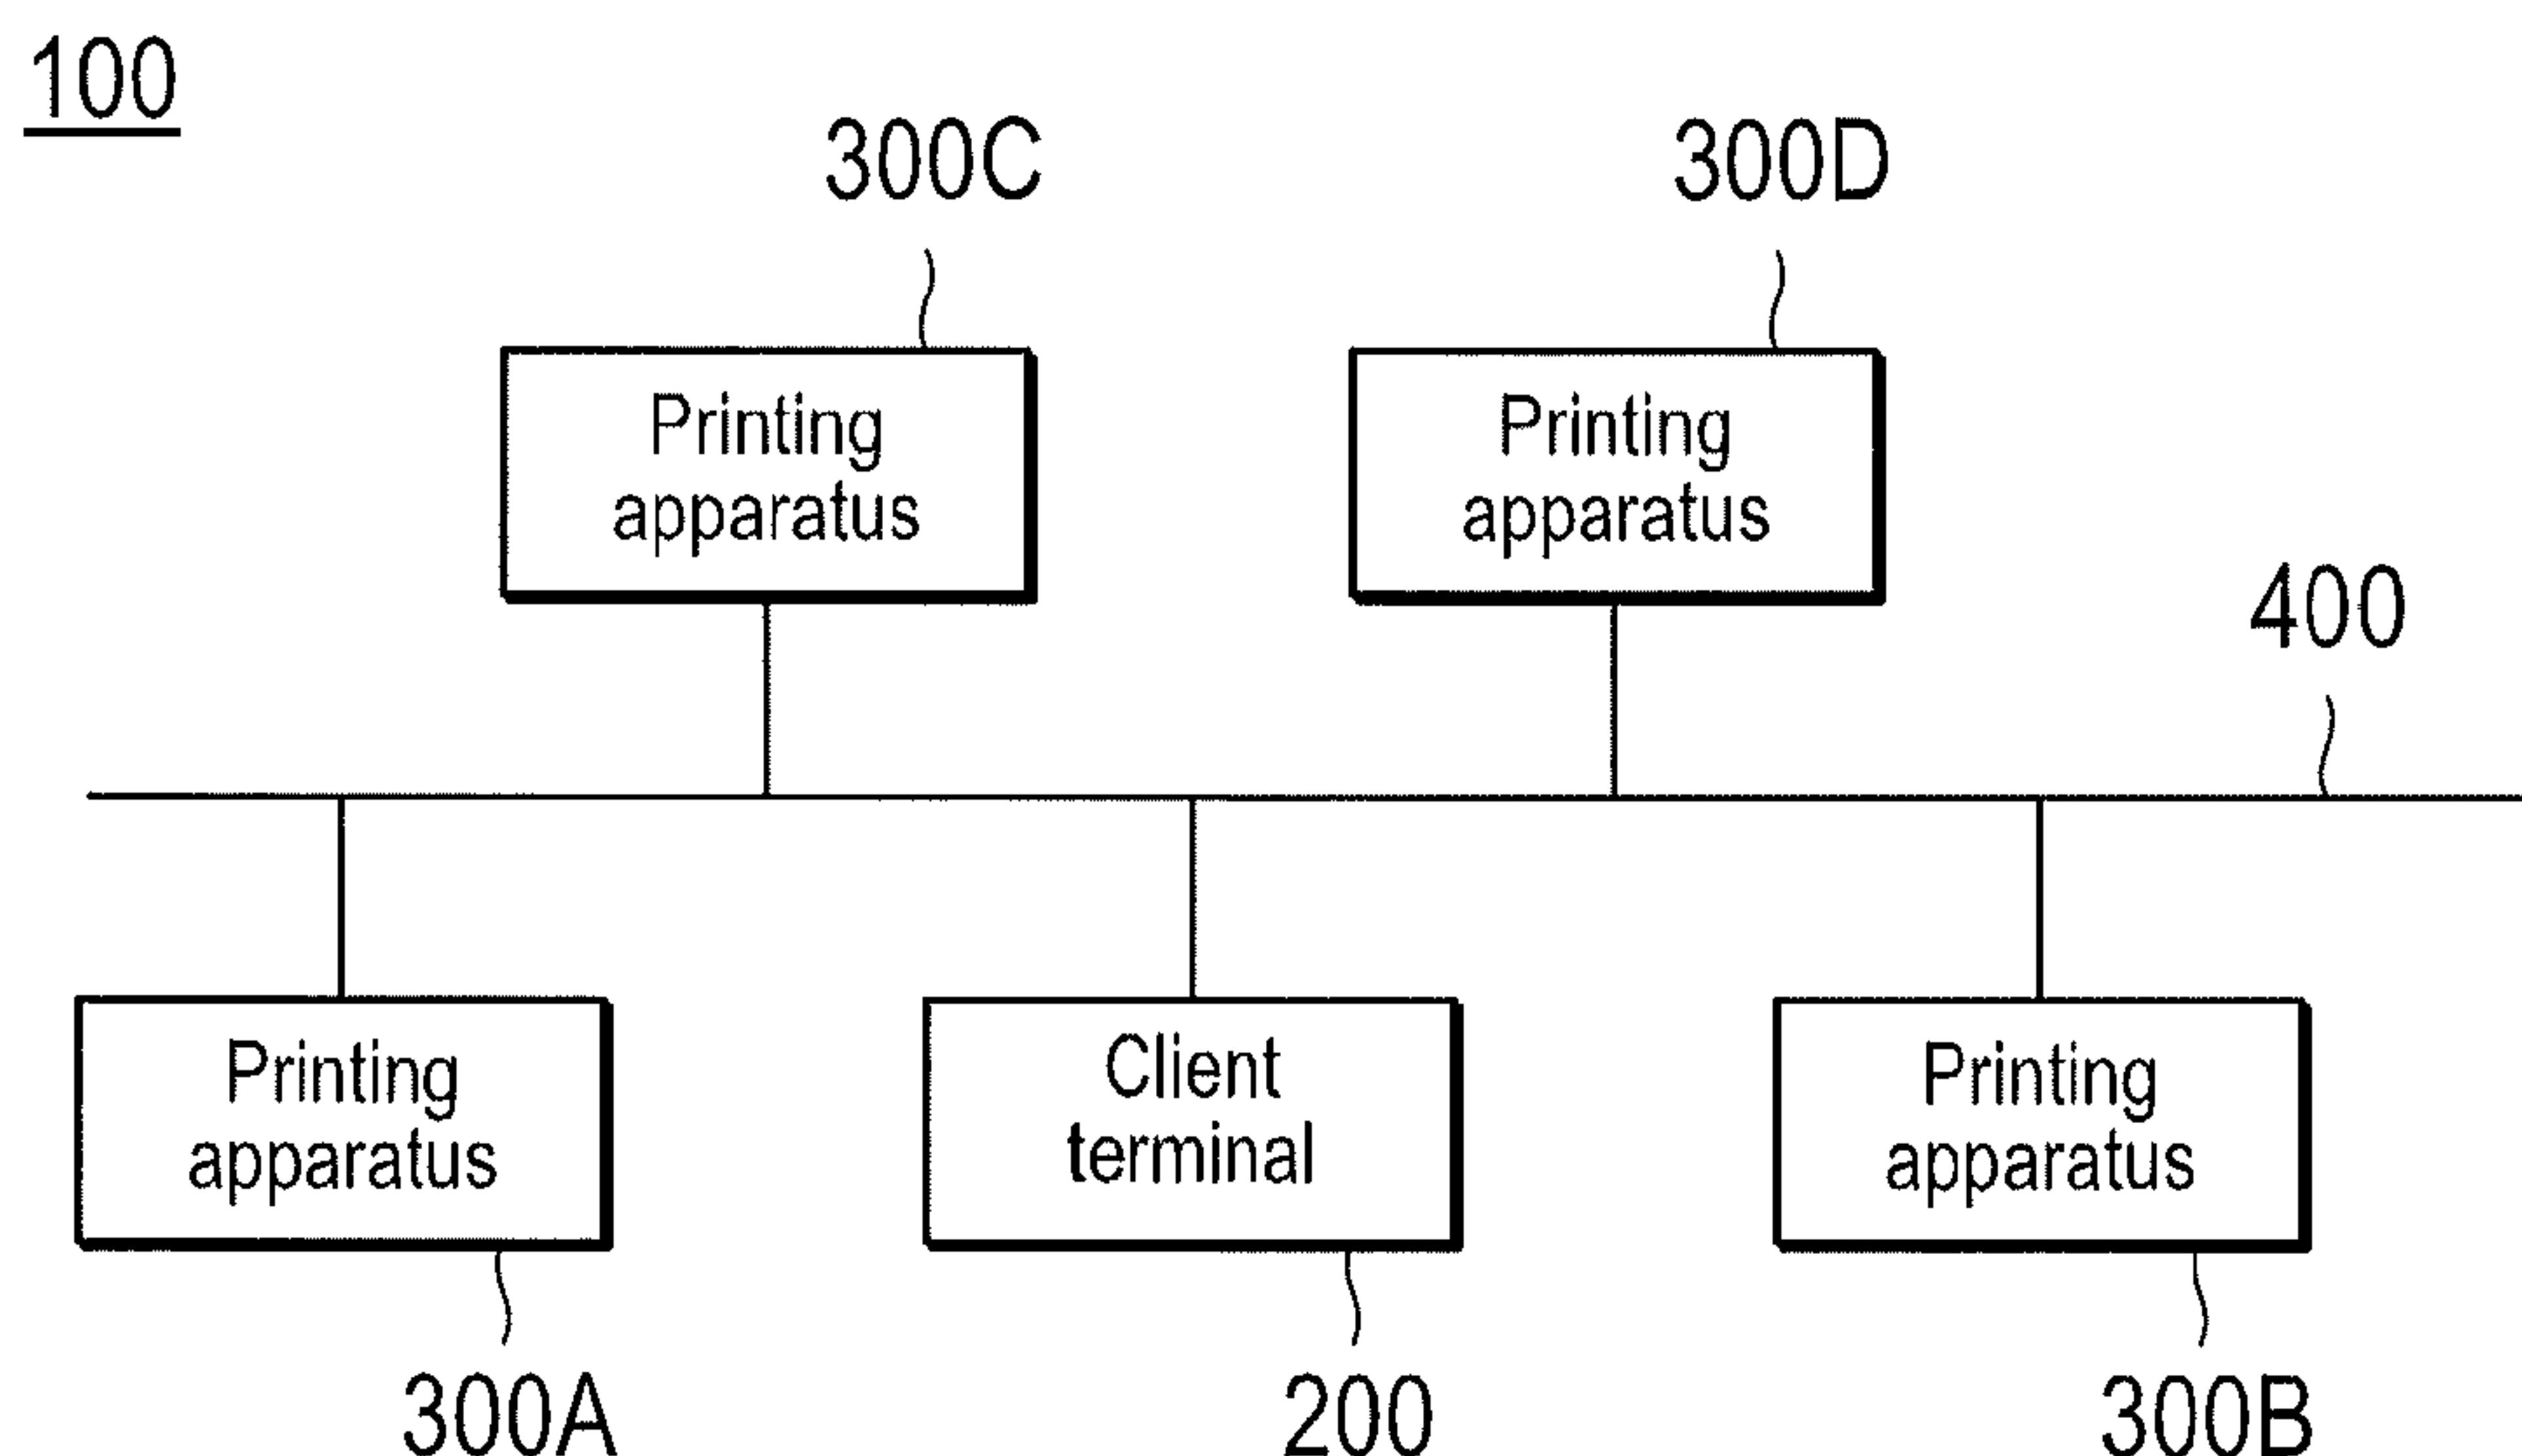 100
300C
300D
Printing
apparatus
Printing
apparatus
400
Printing
apparatus
Client
terminal
Printing
apparatus
300A
200
300B